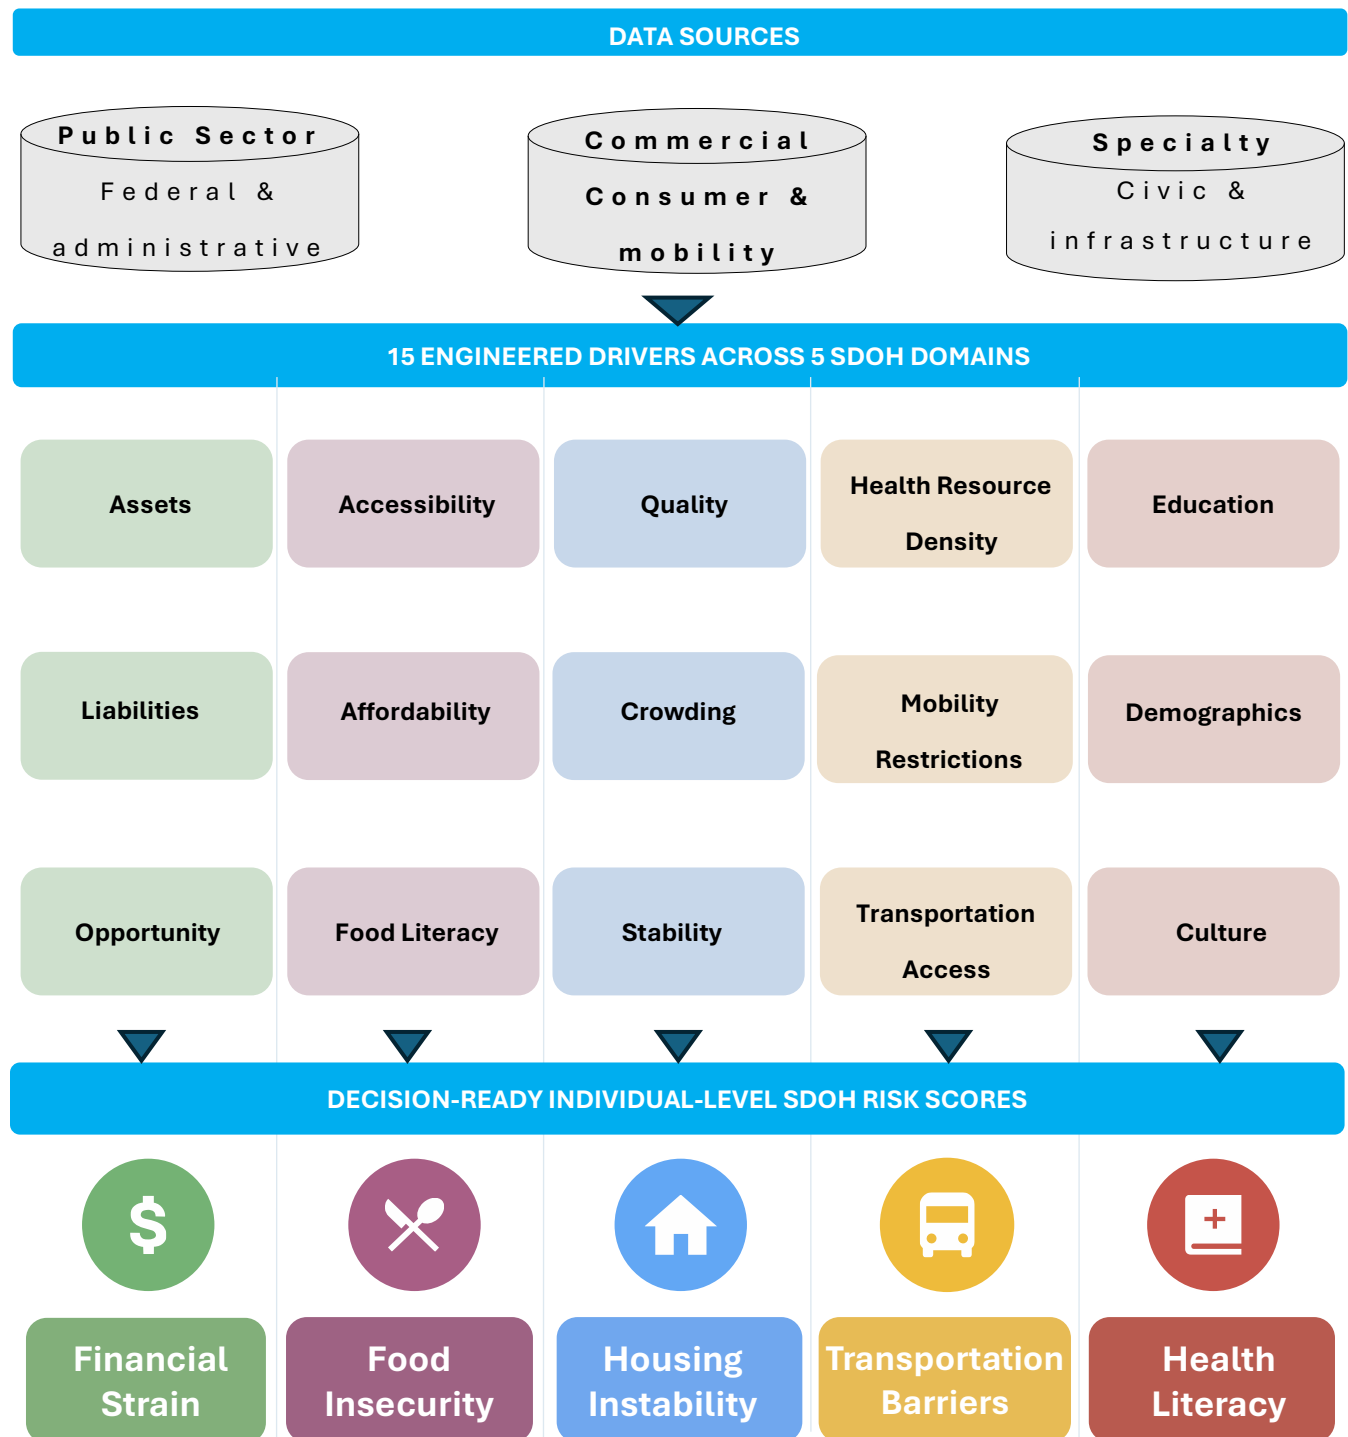 DATA SOURCES
Public Sector
Federal &
administrative
Commercial
Consumer &
mobility
Specialty
Civic &
infrastructure
15 ENGINEERED DRIVERS ACROSS 5 SDOH DOMAINS
Assets
Accessibility
Quality
Health Resource
Density
Education
Liabilities
Affordability
Crowding
Mobility
Restrictions
Demographics
Opportunity
Food Literacy
Stability
Transportation
Access
Culture
DECISION-READY INDIVIDUAL-LEVEL SDOH RISK SCORES
$
Financial
Strain
Food
Insecurity
Housing
Instability
Transportation
Barriers
Health
Literacy